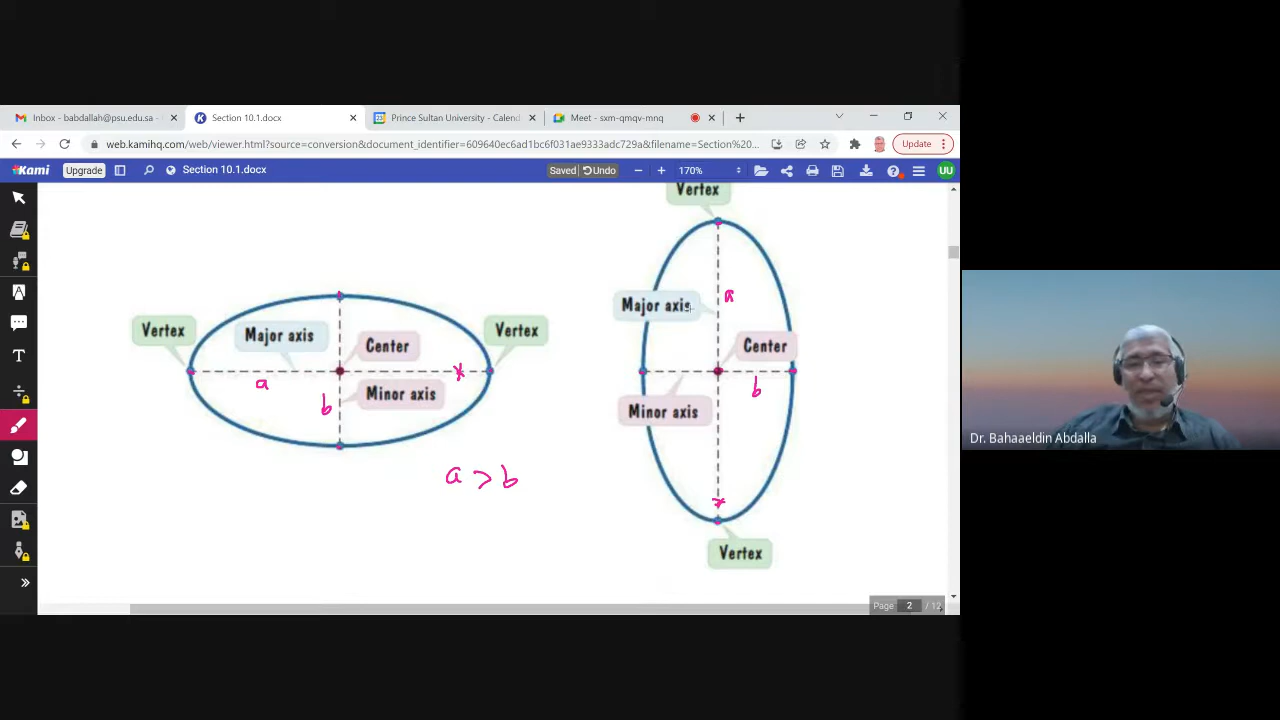 Inbox - babdallah@psu.edu.sa -
Section 10.1.docx
Prince Sultan University - Calend
Meet - sxm-qmqv-mnq
web.kamihq.com/web/viewer.html?source=conversion&document_identifier=609640ec6ad1bc6f031ae9333adc729a&filename=Section%20...
Update
Kami
Upgrade
Section 10.1.docx
Saved
Undo
170%
UU
Vertex
Major axis
a
Vertex
Major axis
Center
Vertex
Center
a
x
b
Minor axis
b
Minor axis
a > b
x
Vertex
Page 2 / 12
Dr. Bahaaeldin Abdalla